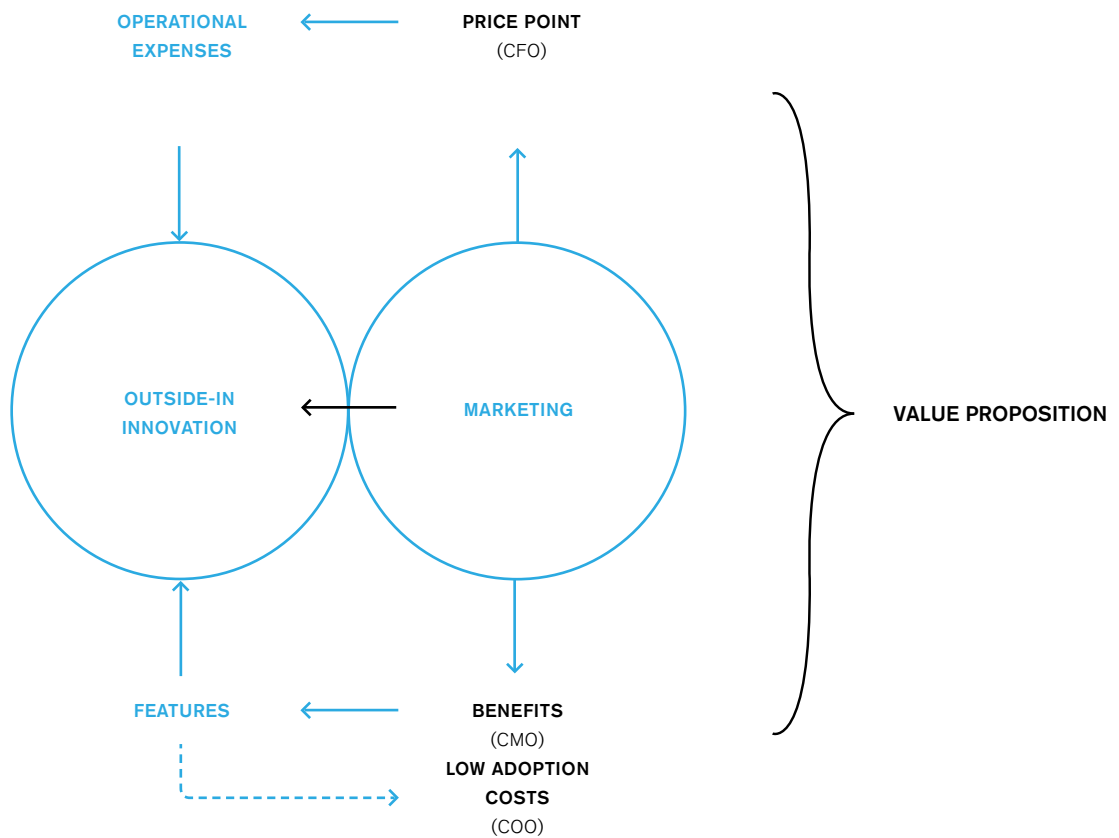 OPERATIONAL
EXPENSES
PRICE POINT
(CFO)
OUTSIDE-IN
INNOVATION
MARKETING
VALUE PROPOSITION
FEATURES
BENEFITS
(CMO)
LOW ADOPTION
COSTS
(COO)